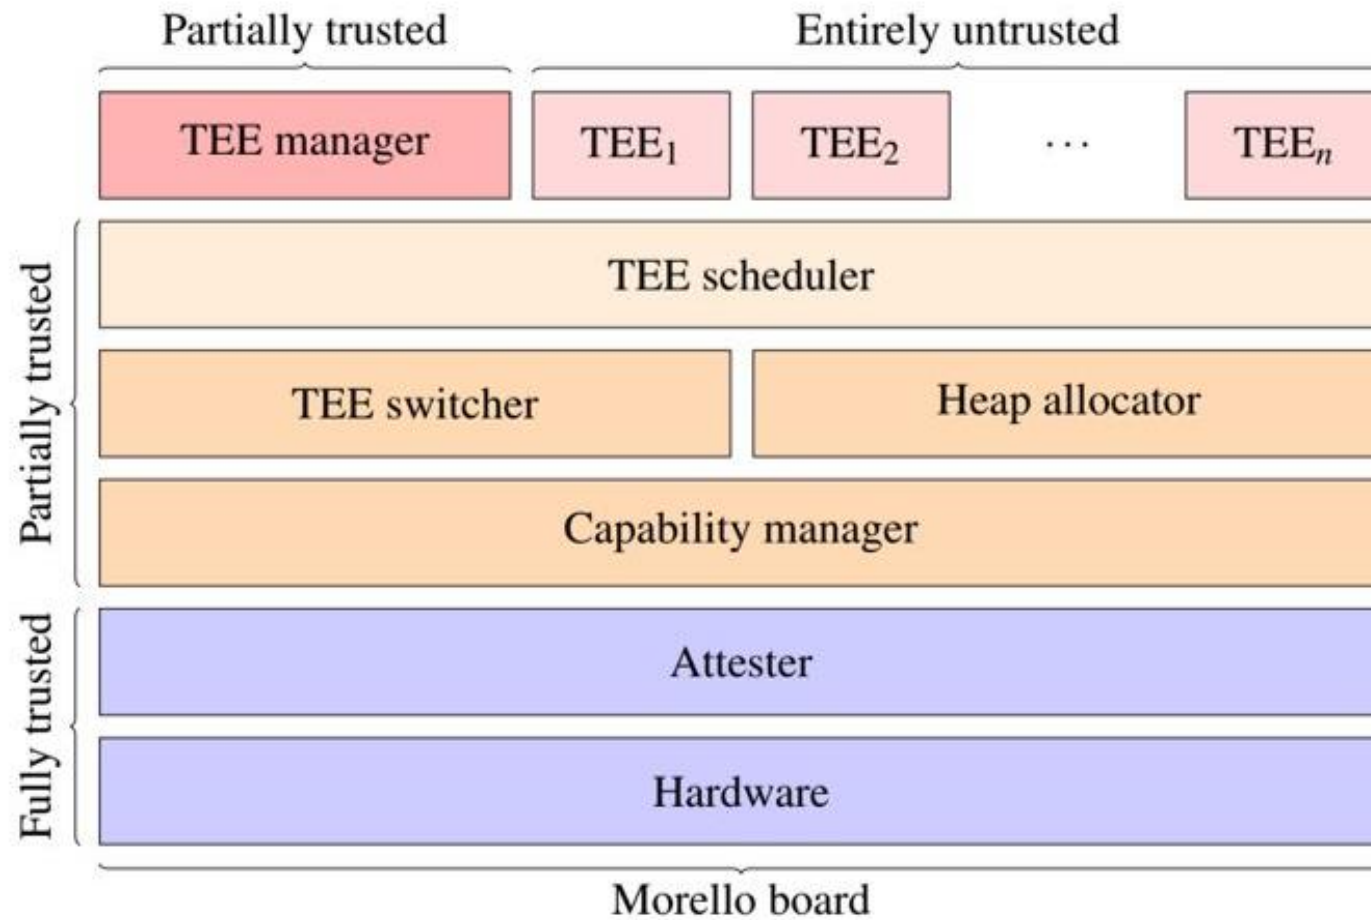 Partially trusted
Entirely untrusted
TEE manager
TEE₁
TEE₂
...
TEEₙ
Partially trusted
TEE scheduler
TEE switcher
Heap allocator
Capability manager
Fully trusted
Attester
Hardware
Morello board